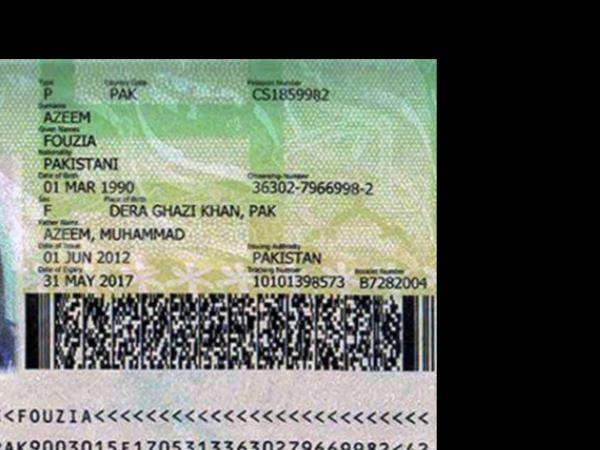 Type Country Code Passport Number
P PAK CS1859982
Surname
AZEEM
Given Names
FOUZIA
Nationality
PAKISTANI
Date of Birth Citizenship Number
01 MAR 1990 36302-7966998-2
Sex Place of Birth
F DERA GHAZI KHAN, PAK
Father Name
AZEEM, MUHAMMAD
Date of Issue Issuing Authority
01 JUN 2012 PAKISTAN
Date of Expiry Tracking Number Booklet Number
31 MAY 2017 10101398573 B7282004
<<FOUZIA<<<<<<<<<<<<<<<<<<<<<<<<<<<<
PAK9003015F17053133630279669982<